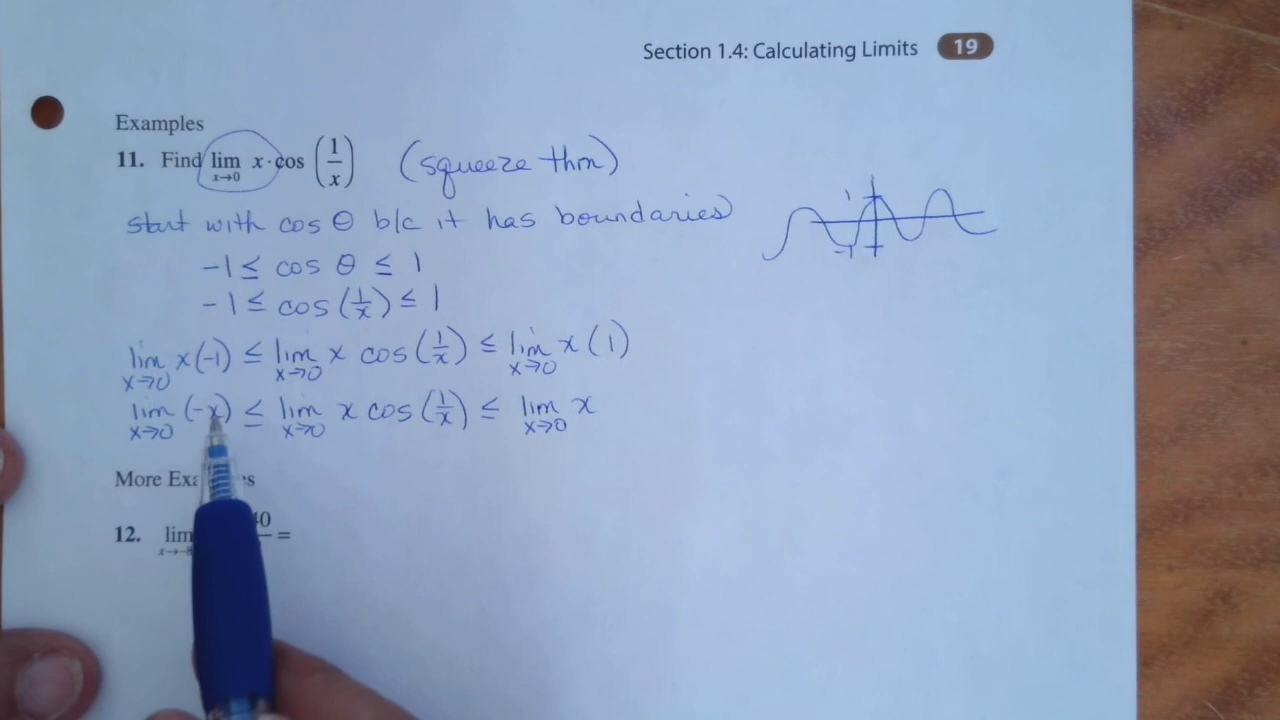 Section 1.4: Calculating Limits 19
Examples
11. Find lim x→0 x · cos (1/x) (squeeze thm)
start with cos θ b/c it has boundaries
-1 ≤ cos θ ≤ 1
-1 ≤ cos (1/x) ≤ 1
lim x→0 x(-1) ≤ lim x→0 x cos (1/x) ≤ lim x→0 x (1)
lim x→0 (-x) ≤ lim x→0 x cos (1/x) ≤ lim x→0 x
1
-1
More
12. lim x→-8 =